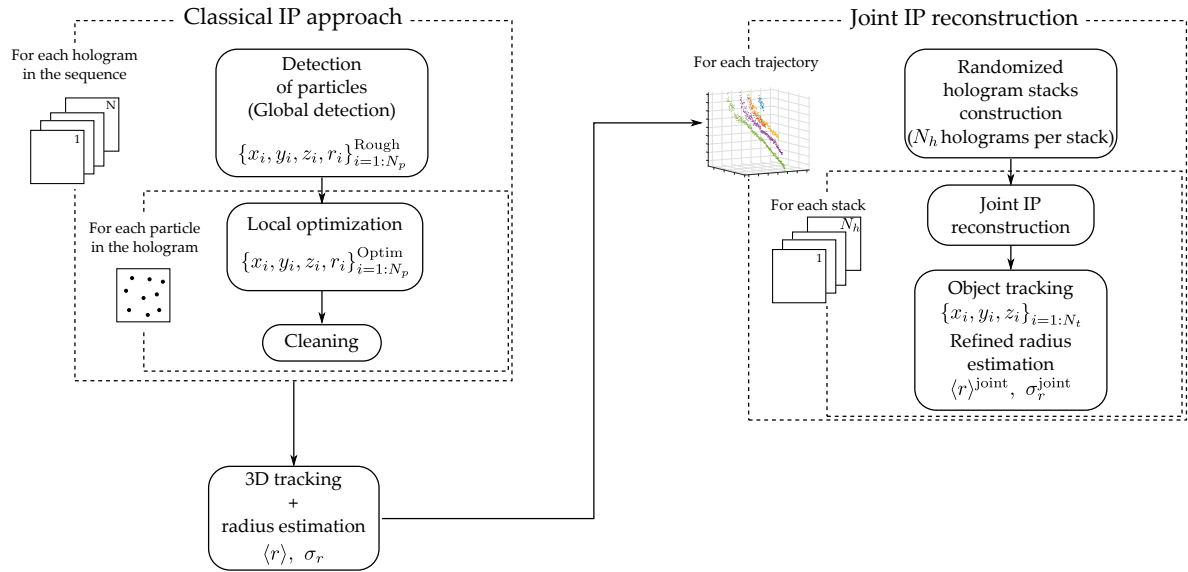 Classical IP approach
For each hologram
in the sequence
N
1
Detection
of particles
(Global detection)
{x_i, y_i, z_i, r_i}^{Rough}_{i=1:N_p}
For each particle
in the hologram
Local optimization
{x_i, y_i, z_i, r_i}^{Optim}_{i=1:N_p}
Cleaning
3D tracking
+
radius estimation
⟨r⟩, σ_r
Joint IP reconstruction
For each trajectory
Randomized
hologram stacks
construction
(N_h holograms per stack)
For each stack
N_h
1
Joint IP
reconstruction
Object tracking
{x_i, y_i, z_i}_{i=1:N_t}
Refined radius
estimation
⟨r⟩^{joint}, σ_r^{joint}